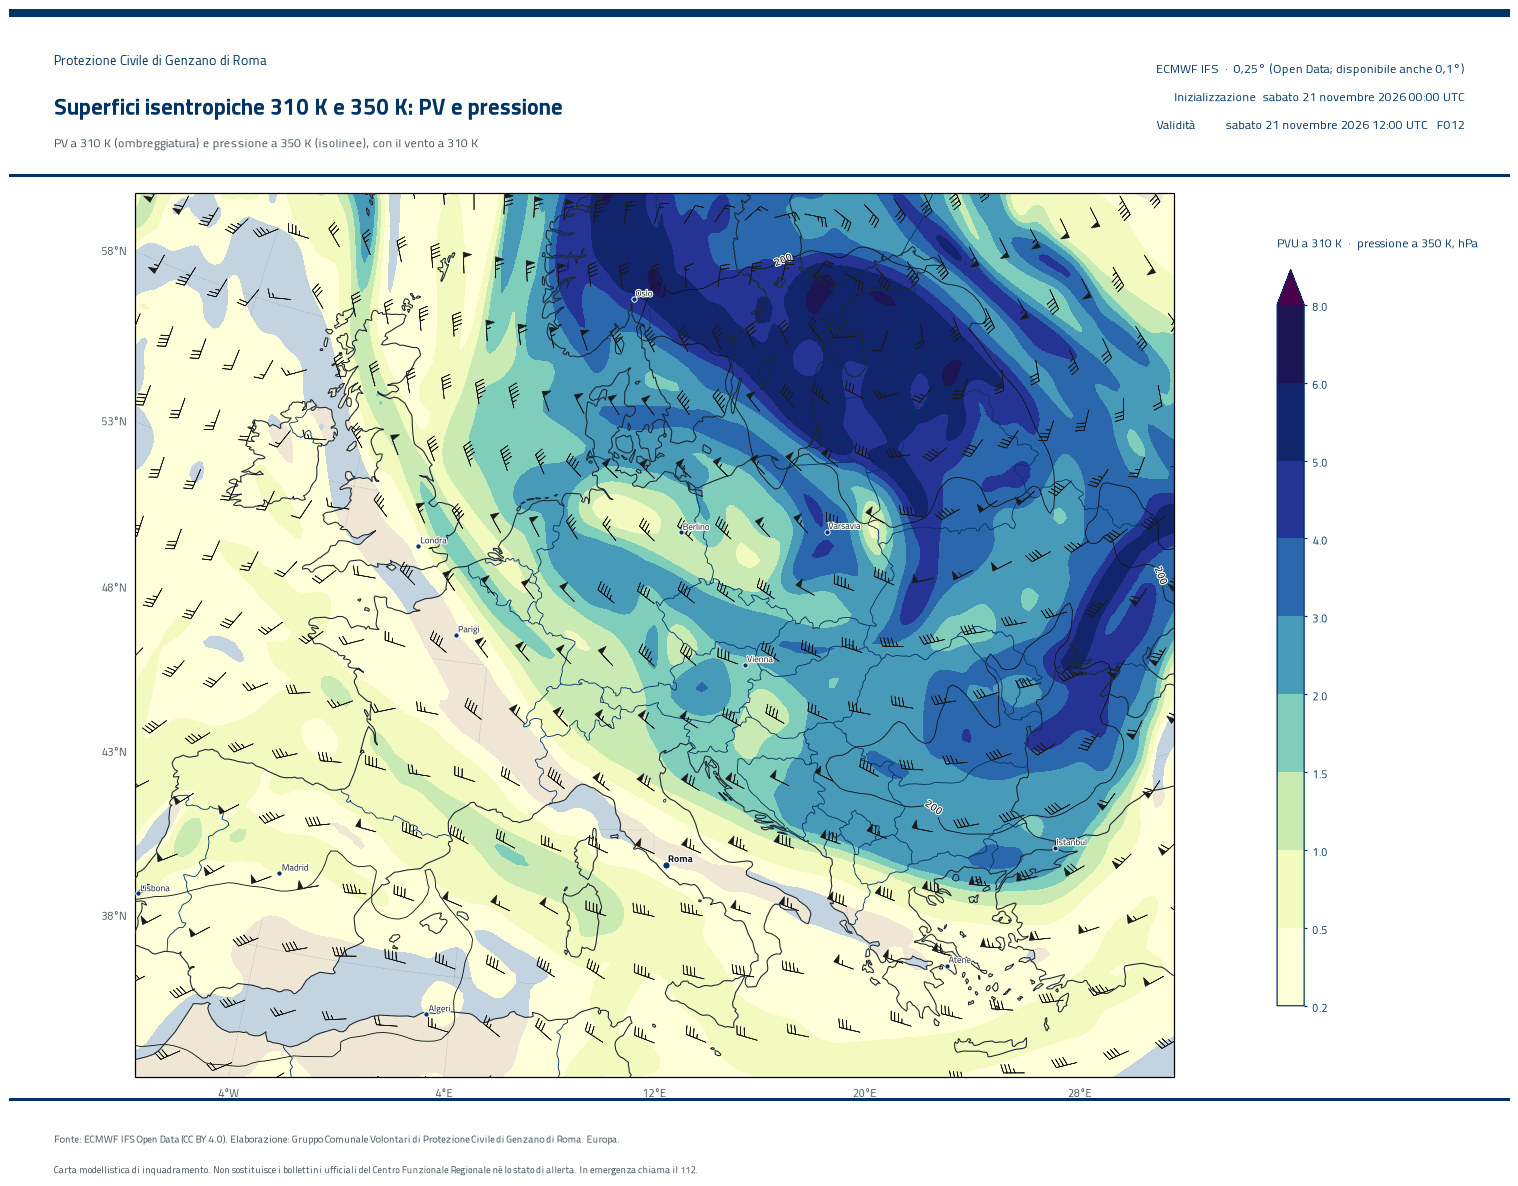 Protezione Civile di Genzano di Roma
Superfici isentropiche 310 K e 350 K: PV e pressione
PV a 310 K (ombreggiatura) e pressione a 350 K (isolinee), con il vento a 310 K
ECMWF IFS · 0,25° (Open Data; disponibile anche 0,1°)
Inizializzazione sabato 21 novembre 2026 00:00 UTC
Validità sabato 21 novembre 2026 12:00 UTC F012
PVU a 310 K · pressione a 350 K, hPa
8.0
6.0
5.0
4.0
3.0
2.0
1.5
1.0
0.5
0.2
58°N
53°N
48°N
43°N
38°N
4°W
4°E
12°E
20°E
28°E
200
Oslo
Berlino
Varsavia
Londra
200
Parigi
Vienna
200
Istanbul
Roma
Madrid
Lisbona
Atene
Algeri
Fonte: ECMWF IFS Open Data (CC BY 4.0). Elaborazione: Gruppo Comunale Volontari di Protezione Civile di Genzano di Roma. Europa.
Carta modellistica di inquadramento. Non sostituisce i bollettini ufficiali del Centro Funzionale Regionale né lo stato di allerta. In emergenza chiama il 112.